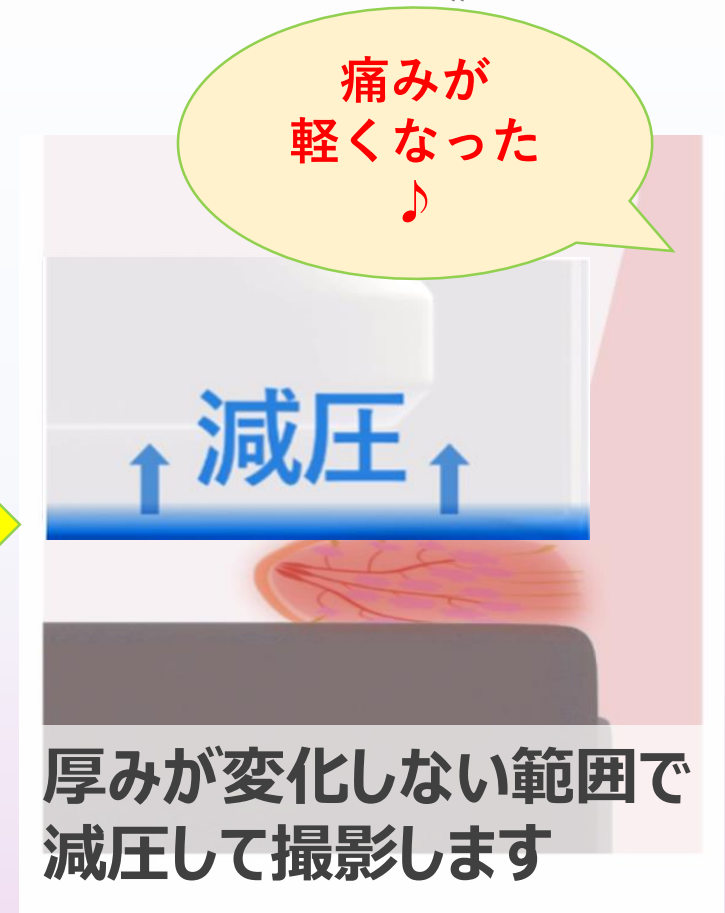 痛みが
軽くなった
♪
減圧
厚みが変化しない範囲で
減圧して撮影します